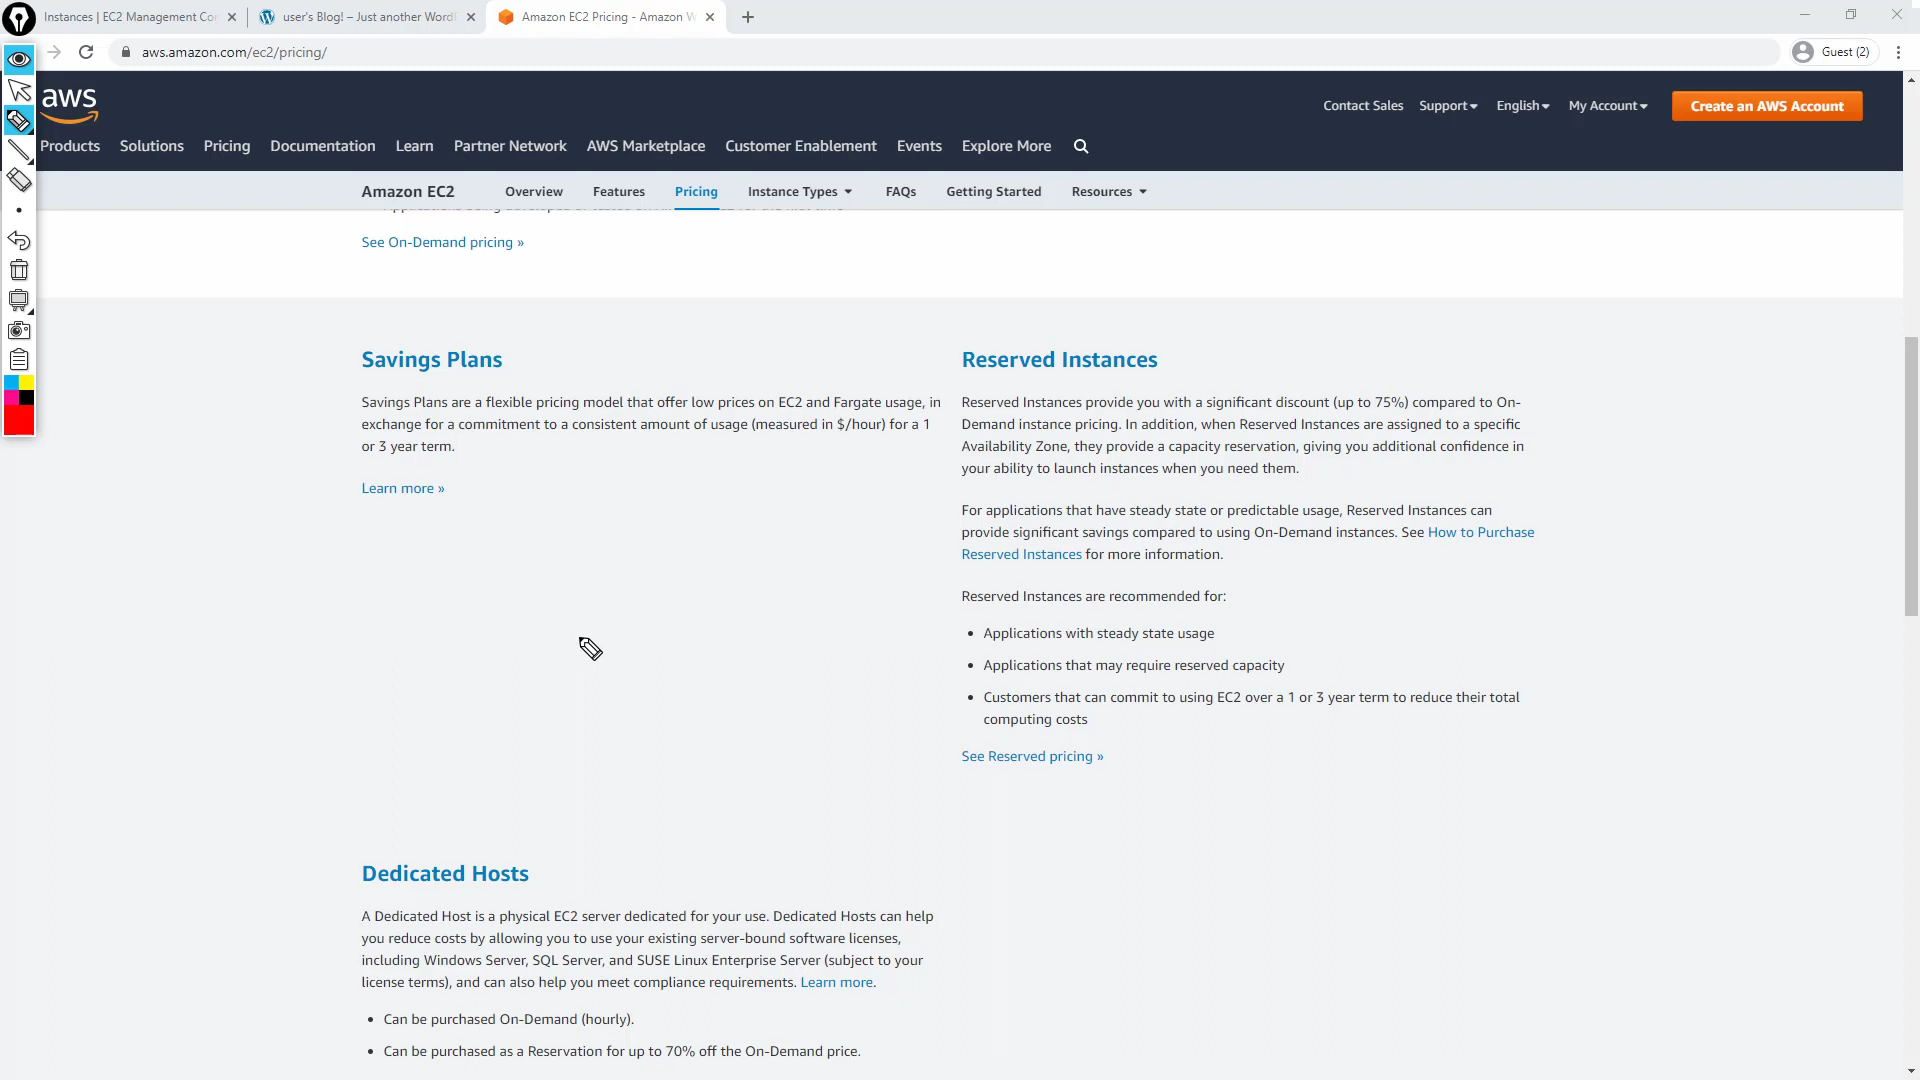 Instances | EC2 Management Con
user's Blog! – Just another Word
Amazon EC2 Pricing - Amazon W
aws.amazon.com/ec2/pricing/
Guest (2)
aws
Contact Sales
Support
English
My Account
Create an AWS Account
Products
Solutions
Pricing
Documentation
Learn
Partner Network
AWS Marketplace
Customer Enablement
Events
Explore More
Amazon EC2
Overview
Features
Pricing
Instance Types
FAQs
Getting Started
Resources
See On-Demand pricing »
Savings Plans
Savings Plans are a flexible pricing model that offer low prices on EC2 and Fargate usage, in
exchange for a commitment to a consistent amount of usage (measured in $/hour) for a 1
or 3 year term.
Learn more »
Reserved Instances
Reserved Instances provide you with a significant discount (up to 75%) compared to On-
Demand instance pricing. In addition, when Reserved Instances are assigned to a specific
Availability Zone, they provide a capacity reservation, giving you additional confidence in
your ability to launch instances when you need them.
For applications that have steady state or predictable usage, Reserved Instances can
provide significant savings compared to using On-Demand instances. See How to Purchase
Reserved Instances for more information.
Reserved Instances are recommended for:
• Applications with steady state usage
• Applications that may require reserved capacity
• Customers that can commit to using EC2 over a 1 or 3 year term to reduce their total
computing costs
See Reserved pricing »
Dedicated Hosts
A Dedicated Host is a physical EC2 server dedicated for your use. Dedicated Hosts can help
you reduce costs by allowing you to use your existing server-bound software licenses,
including Windows Server, SQL Server, and SUSE Linux Enterprise Server (subject to your
license terms), and can also help you meet compliance requirements. Learn more.
• Can be purchased On-Demand (hourly).
• Can be purchased as a Reservation for up to 70% off the On-Demand price.